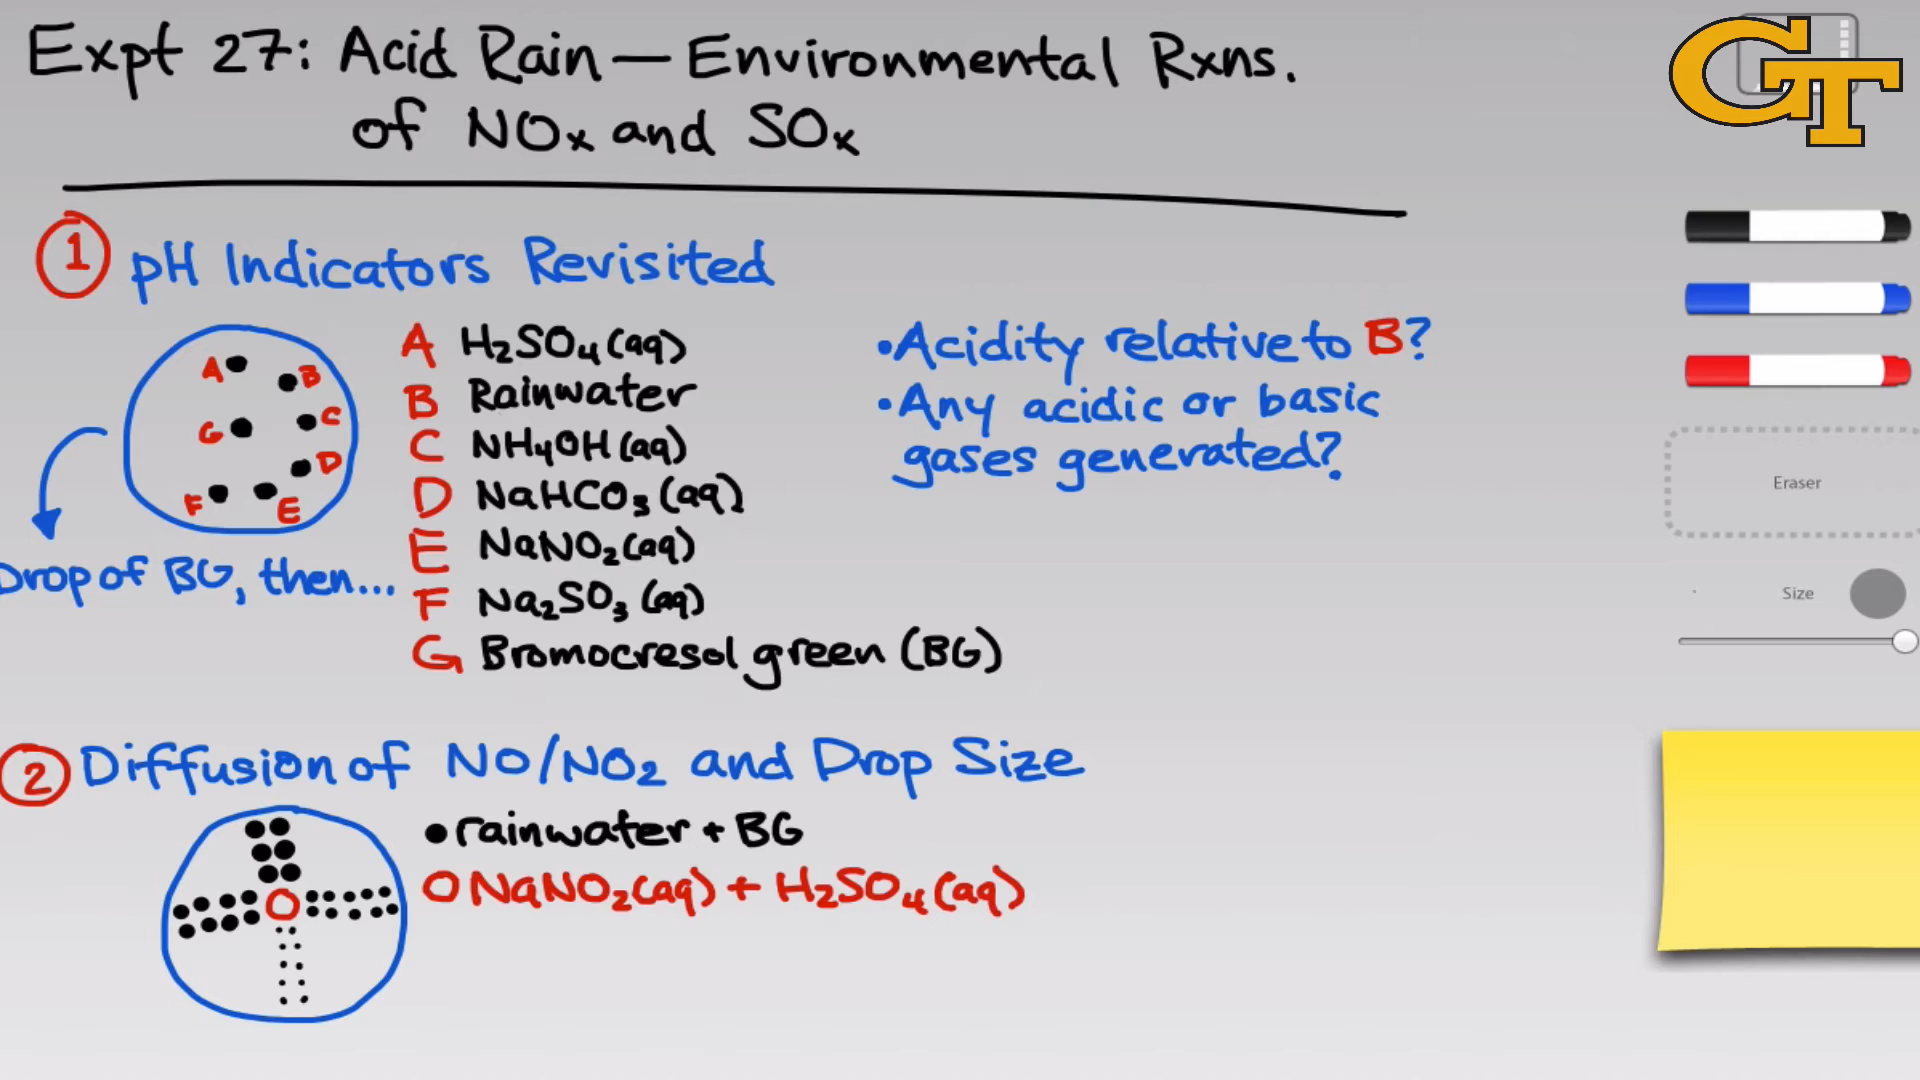 Expt 27: Acid Rain — Environmental Rxns.
of NOx and SOx
GT
1 pH Indicators Revisited
A
B
G
C
D
F
E
Drop of BG, then...
A H₂SO₄(aq)
B Rainwater
C NH₄OH(aq)
D NaHCO₃(aq)
E NaNO₂(aq)
F Na₂SO₃(aq)
G Bromocresol green (BG)
•Acidity relative to B?
•Any acidic or basic
gases generated?
2 Diffusion of NO/NO₂ and Drop Size
● rainwater + BG
O NaNO₂(aq) + H₂SO₄(aq)
Eraser
Size